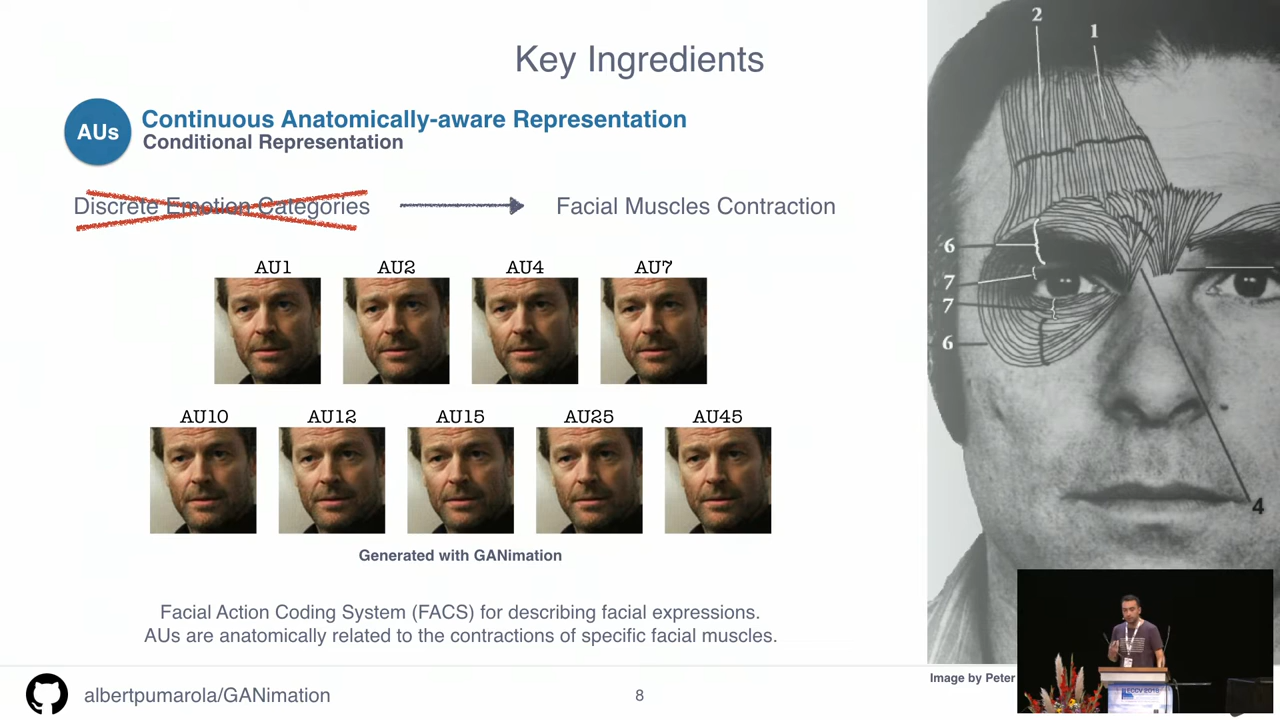 Key Ingredients
AUs
Continuous Anatomically-aware Representation
Conditional Representation
Discrete Emotion Categories
Facial Muscles Contraction
AU1 AU2 AU4 AU7
AU10 AU12 AU15 AU25 AU45
Generated with GANimation
Facial Action Coding System (FACS) for describing facial expressions.
AUs are anatomically related to the contractions of specific facial muscles.
2
1
6
7
7
6
4
Image by Peter
albertpumarola/GANimation
8
ECCV 2018